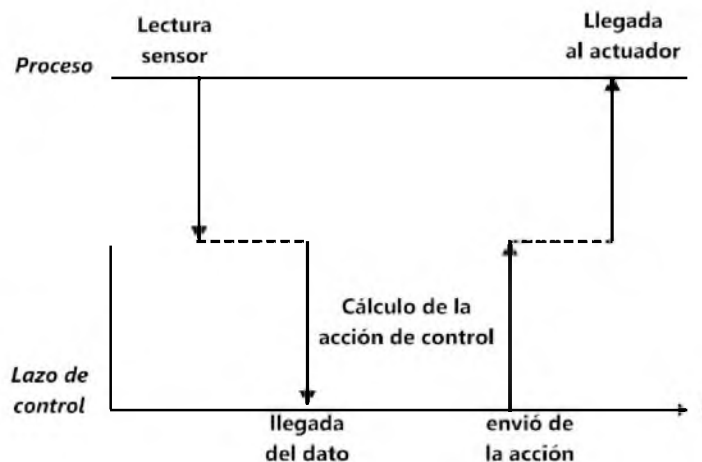 Lectura
sensor
Llegada
al actuador
Proceso
Cálculo de la
acción de control
Lazo de
control
llegada
del dato
envió de
la acción